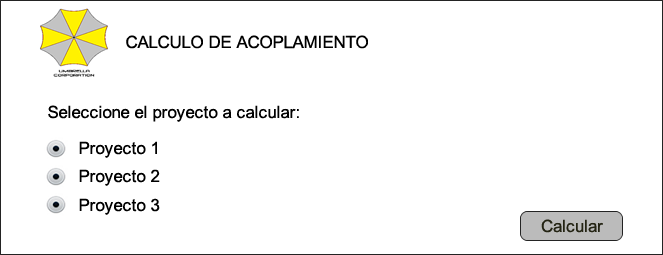 CALCULO DE ACOPLAMIENTO
UMBRELLA
CORPORATION
Seleccione el proyecto a calcular:
Proyecto 1
Proyecto 2
Proyecto 3
Calcular